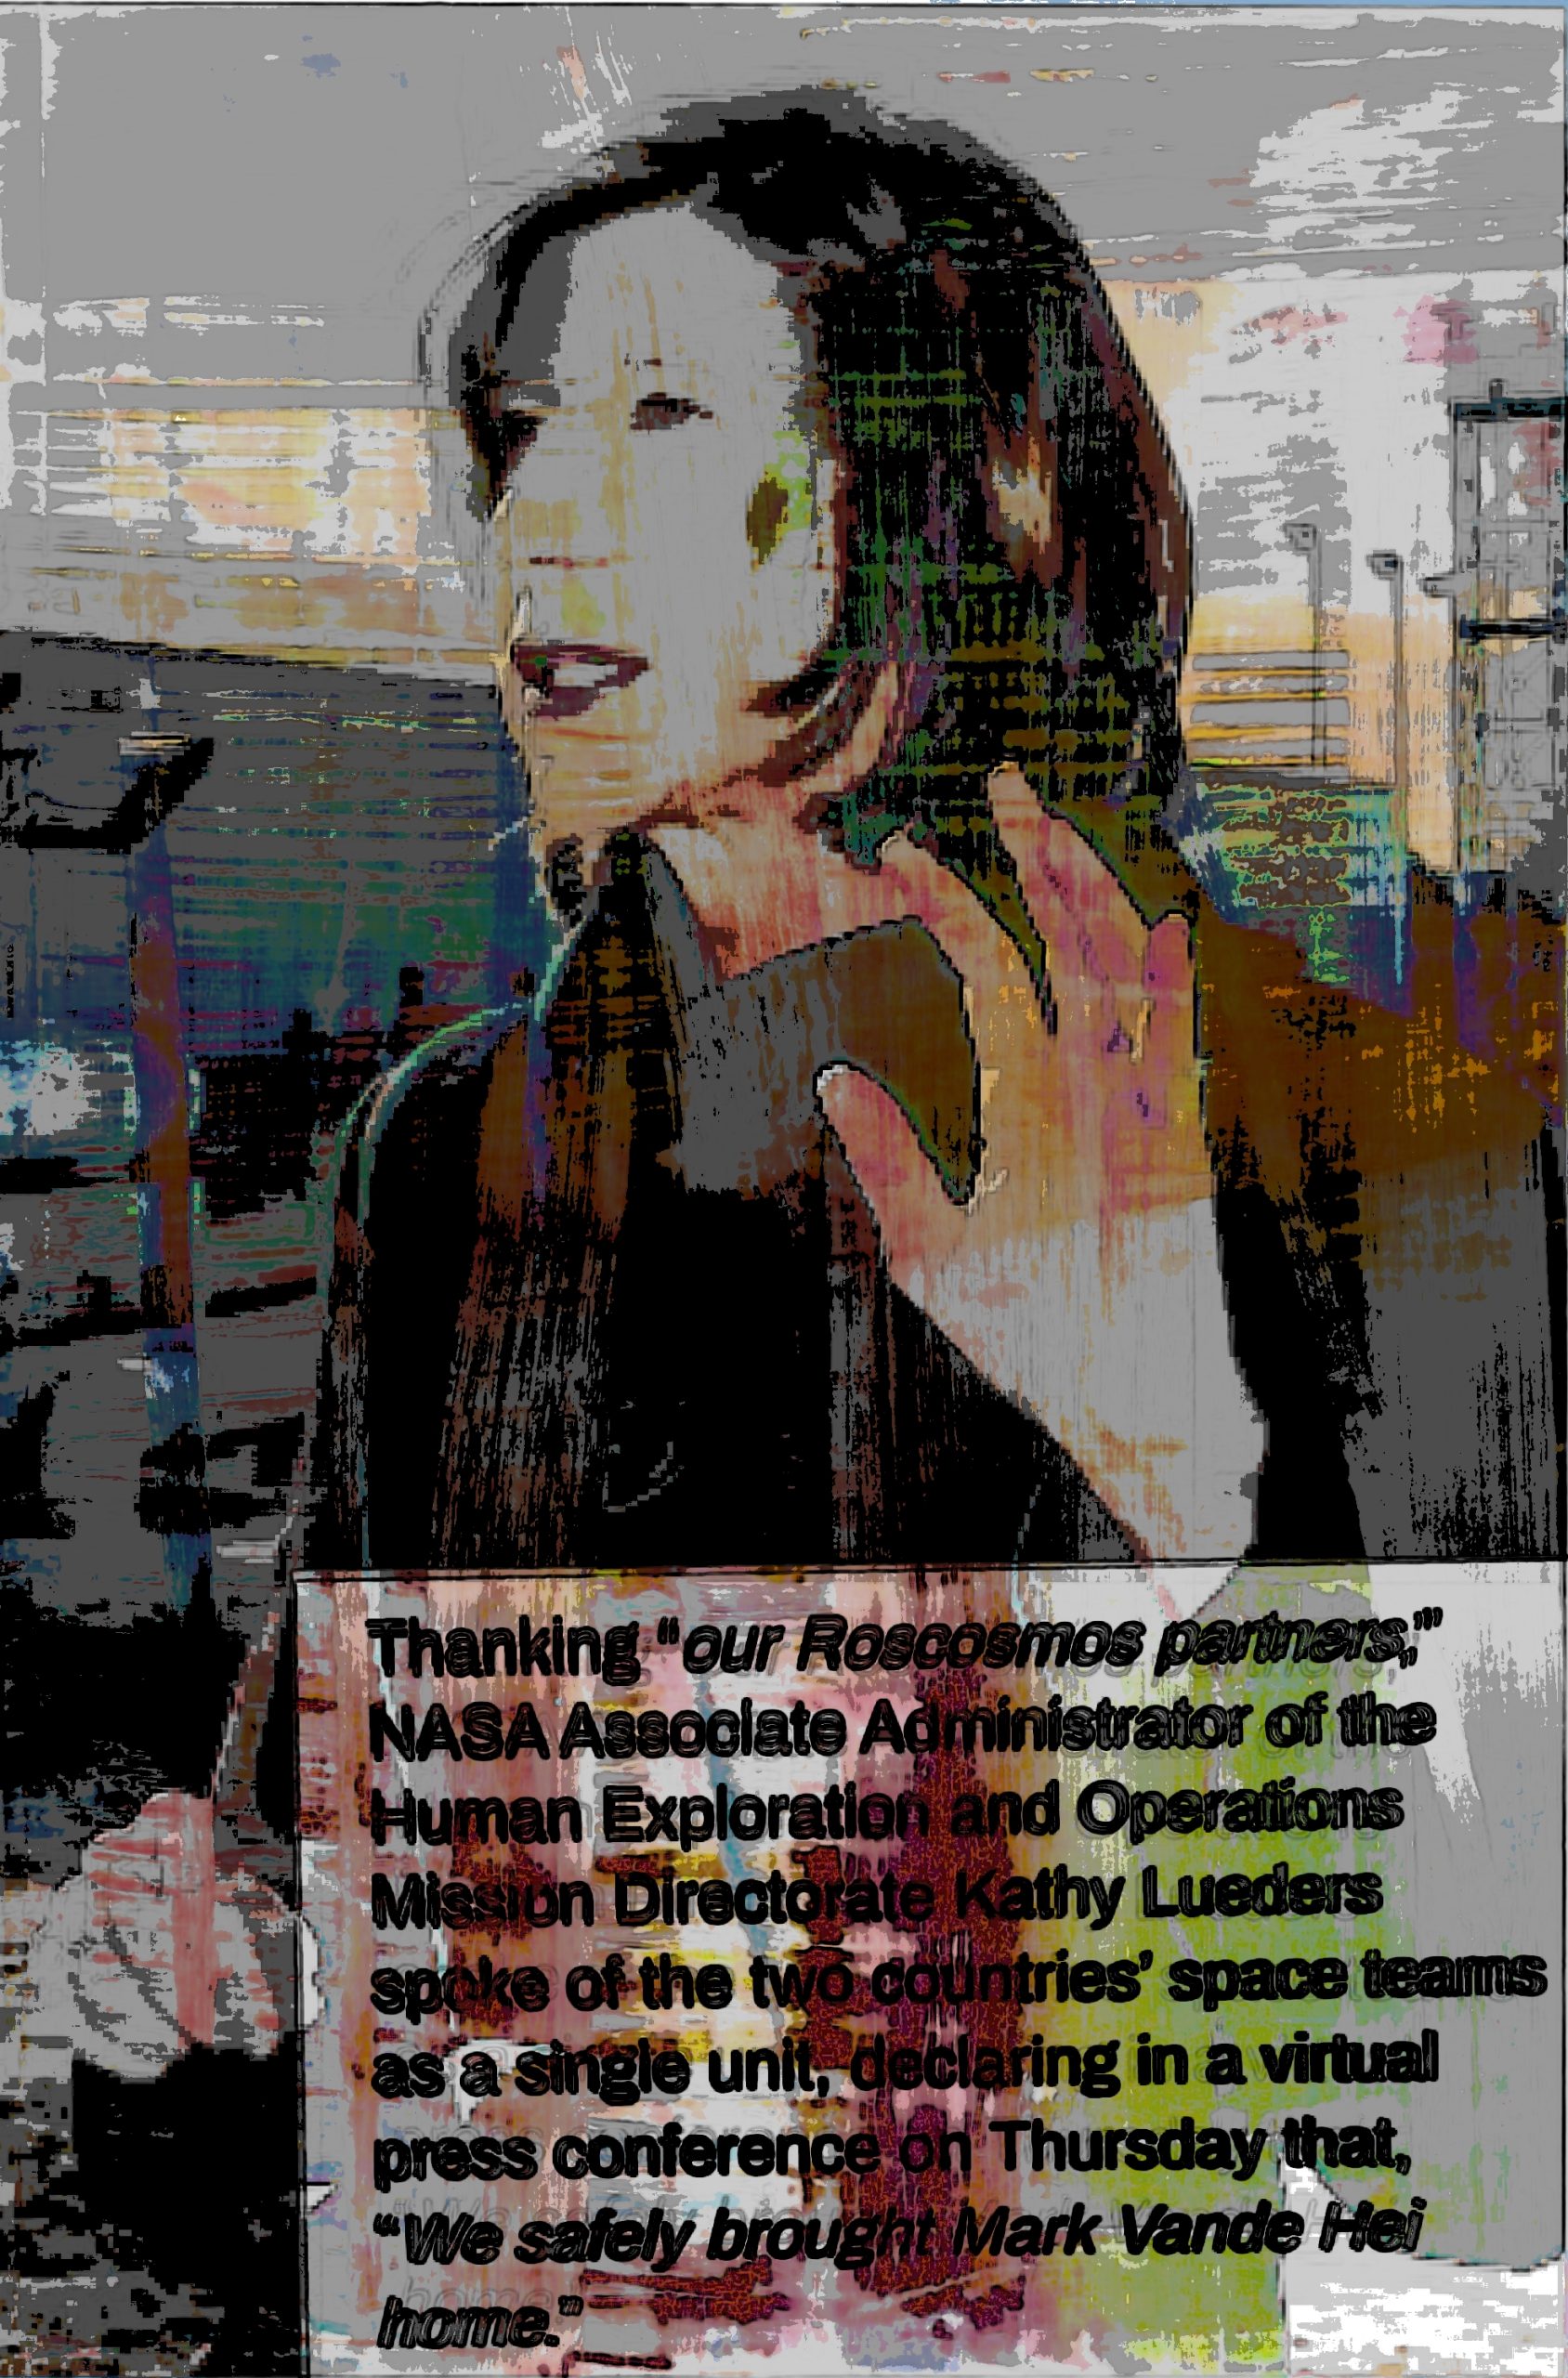 Thanking “our Roscosmos partners,”
NASA Associate Administrator of the
Human Exploration and Operations
Mission Directorate Kathy Lueders
spoke of the two countries’ space teams
as a single unit, declaring in a virtual
press conference on Thursday that,
“We safely brought Mark Vande Hei
home.”